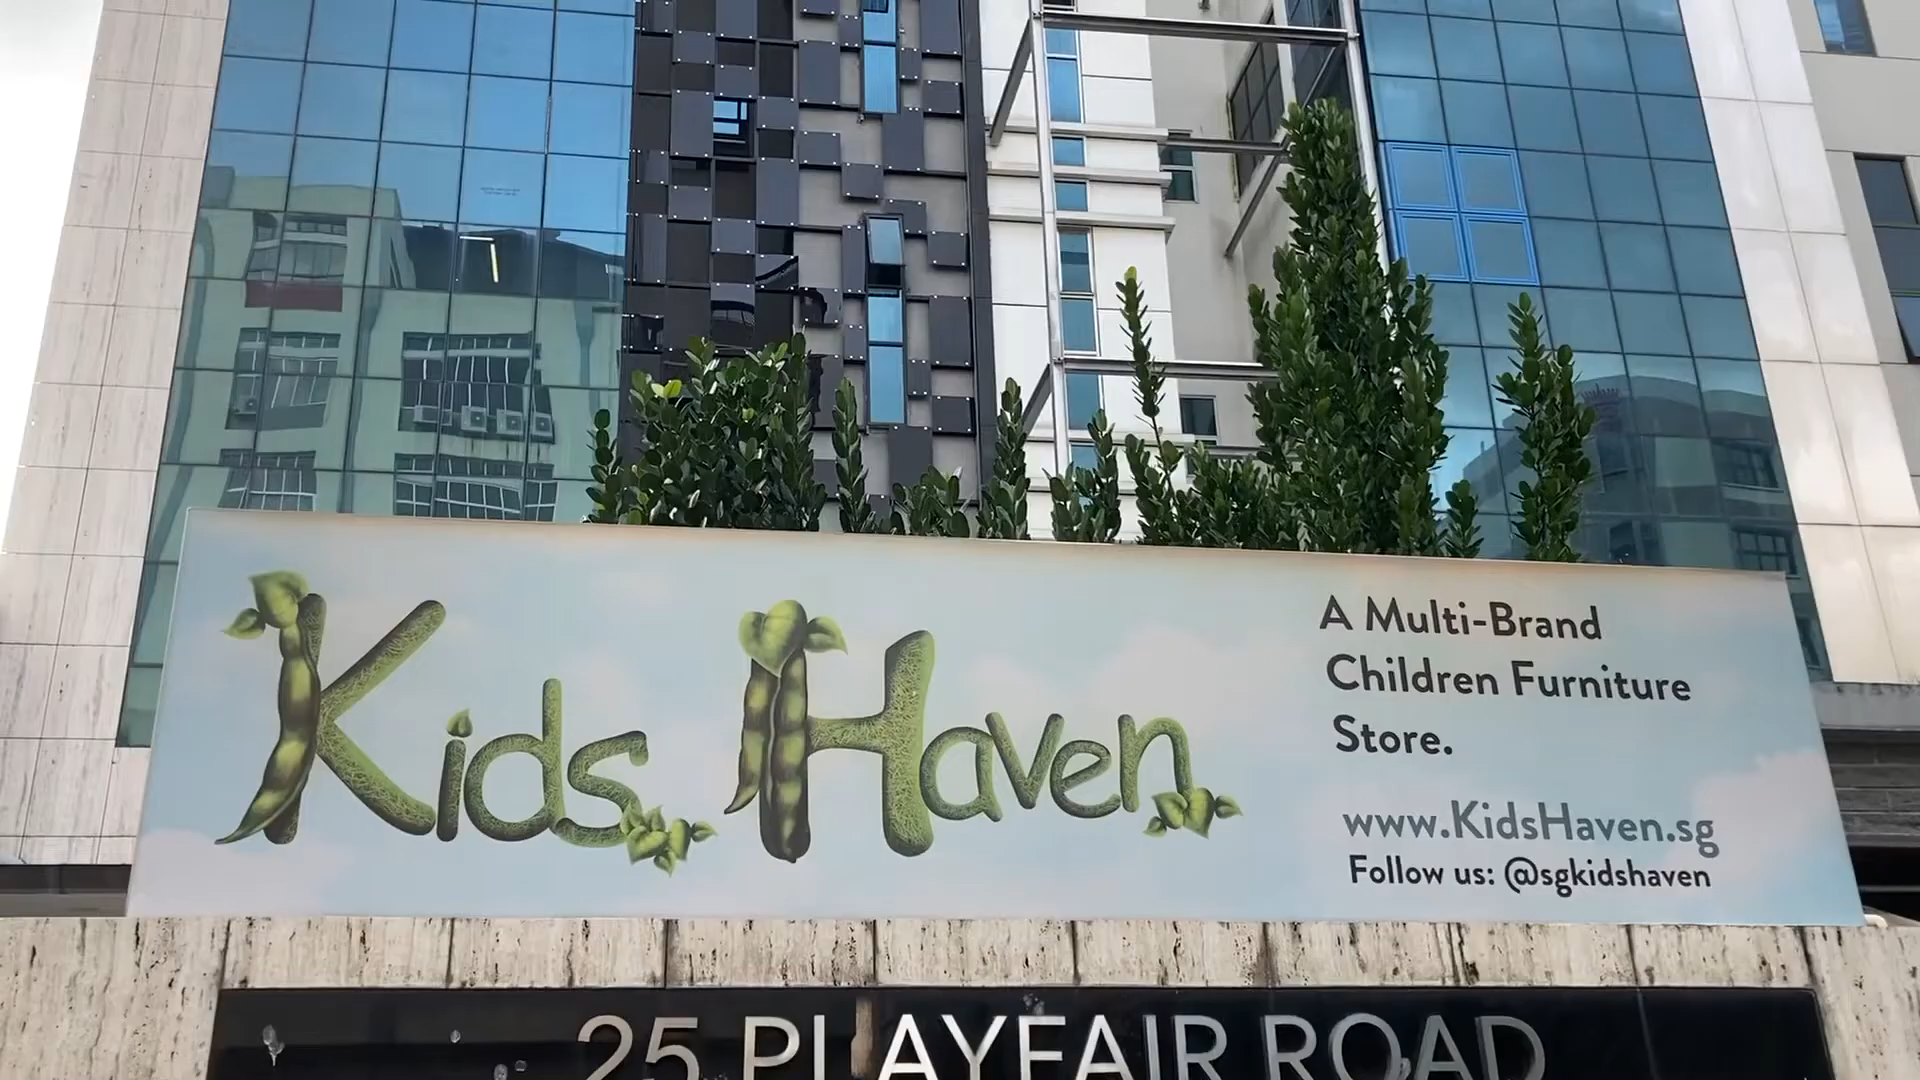 Kids Haven
A Multi-Brand
Children Furniture
Store.
www.KidsHaven.sg
Follow us: @sgkidshaven
25 PLAYFAIR ROAD